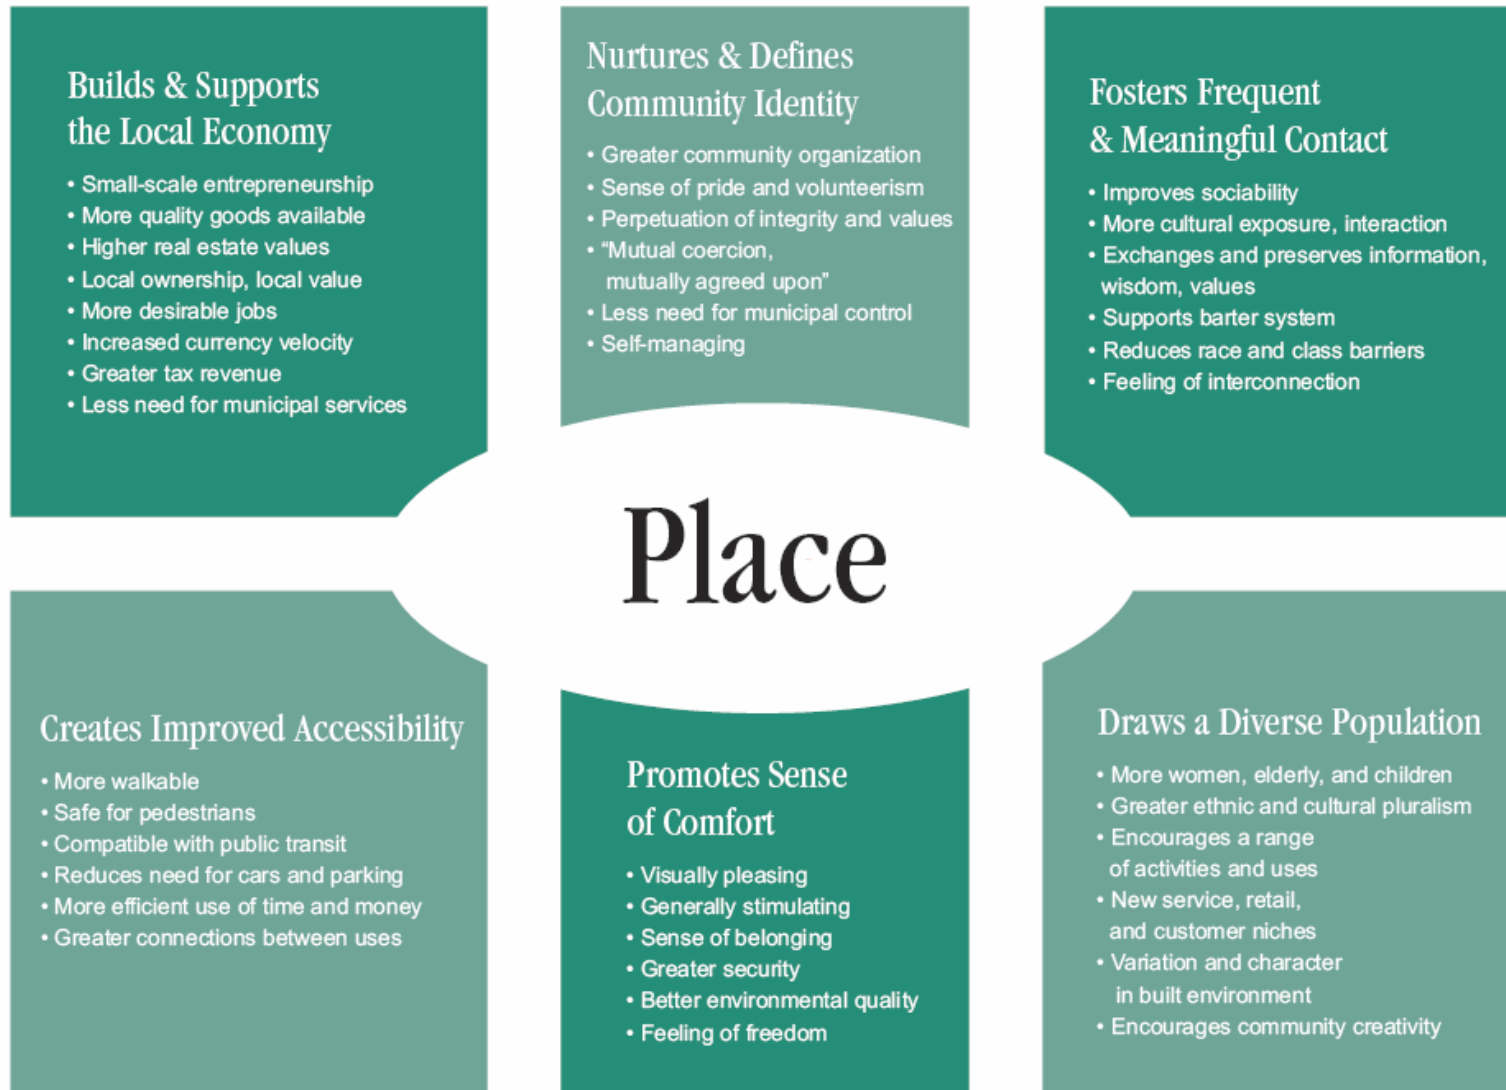 Builds & Supports
the Local Economy
• Small-scale entrepreneurship
• More quality goods available
• Higher real estate values
• Local ownership, local value
• More desirable jobs
• Increased currency velocity
• Greater tax revenue
• Less need for municipal services
Nurtures & Defines
Community Identity
• Greater community organization
• Sense of pride and volunteerism
• Perpetuation of integrity and values
• “Mutual coercion,
mutually agreed upon”
• Less need for municipal control
• Self-managing
Fosters Frequent
& Meaningful Contact
• Improves sociability
• More cultural exposure, interaction
• Exchanges and preserves information,
wisdom, values
• Supports barter system
• Reduces race and class barriers
• Feeling of interconnection
Place
Creates Improved Accessibility
• More walkable
• Safe for pedestrians
• Compatible with public transit
• Reduces need for cars and parking
• More efficient use of time and money
• Greater connections between uses
Promotes Sense
of Comfort
• Visually pleasing
• Generally stimulating
• Sense of belonging
• Greater security
• Better environmental quality
• Feeling of freedom
Draws a Diverse Population
• More women, elderly, and children
• Greater ethnic and cultural pluralism
• Encourages a range
of activities and uses
• New service, retail,
and customer niches
• Variation and character
in built environment
• Encourages community creativity